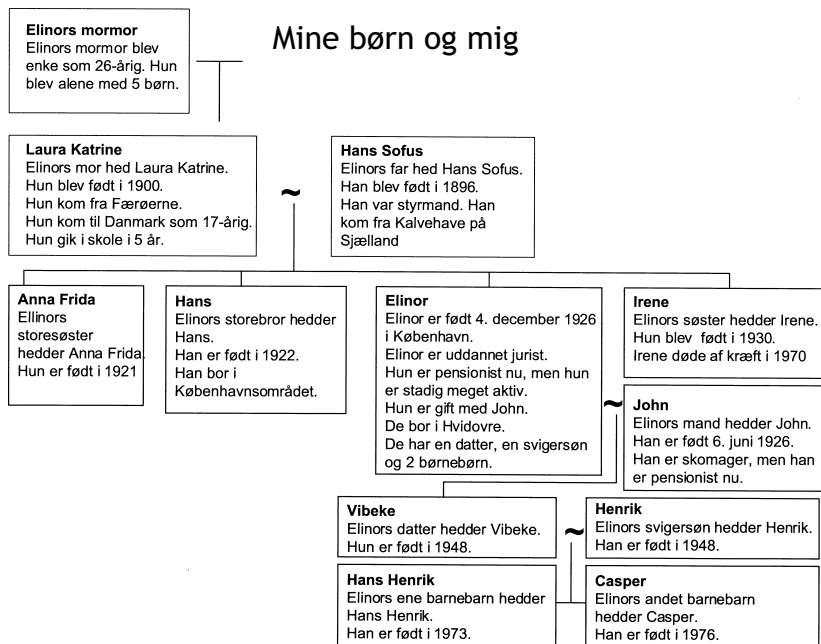 Mine børn og mig
Elinors mormor
Elinors mormor blev
enke som 26-årig. Hun
blev alene med 5 børn.
Laura Katrine
Elinors mor hed Laura Katrine.
Hun blev født i 1900.
Hun kom fra Færøerne.
Hun kom til Danmark som 17-årig.
Hun gik i skole i 5 år.
~
Hans Sofus
Elinors far hed Hans Sofus.
Han blev født i 1896.
Han var styrmand. Han
kom fra Kalvehave på
Sjælland
Anna Frida
Ellinors
storesøster
hedder Anna Frida.
Hun er født i 1921
Hans
Elinors storebror hedder
Hans.
Han er født i 1922.
Han bor i
Københavnsområdet.
Elinor
Elinor er født 4. december 1926
i København.
Elinor er uddannet jurist.
Hun er pensionist nu, men hun
er stadig meget aktiv.
Hun er gift med John.
De bor i Hvidovre.
De har en datter, en svigersøn
og 2 børnebørn.
Irene
Elinors søster hedder Irene.
Hun blev født i 1930.
Irene døde af kræft i 1970
~
John
Elinors mand hedder John.
Han er født 6. juni 1926.
Han er skomager, men han
er pensionist nu.
Vibeke
Elinors datter hedder Vibeke.
Hun er født i 1948.
~
Henrik
Elinors svigersøn hedder Henrik.
Han er født i 1948.
Hans Henrik
Elinors ene barnebarn hedder
Hans Henrik.
Han er født i 1973.
Casper
Elinors andet barnebarn
hedder Casper.
Han er født i 1976.